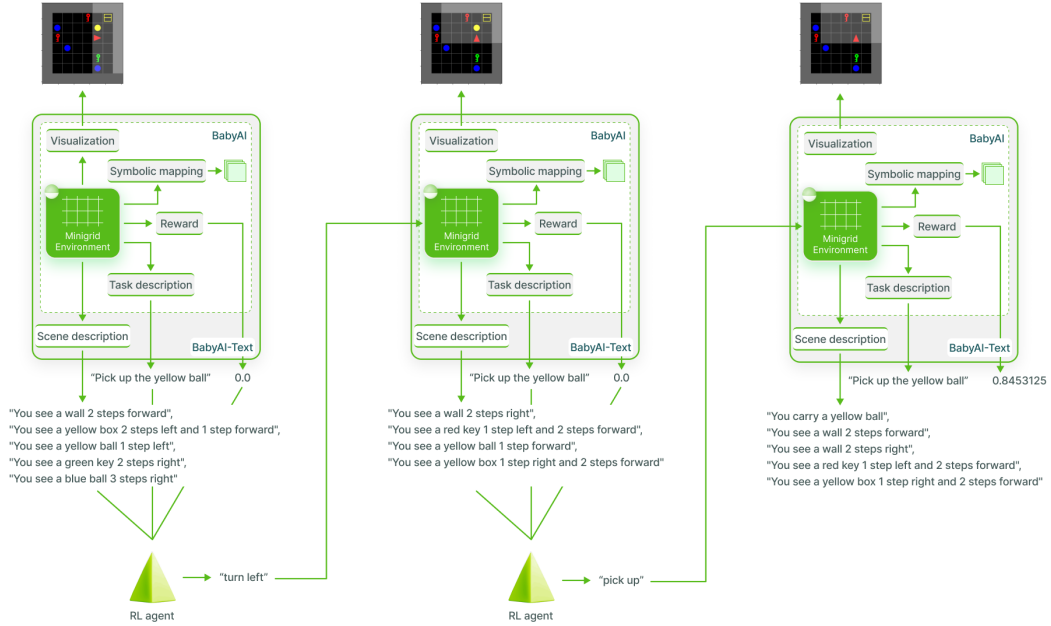 BabyAI
Visualization
Symbolic mapping
Minigrid
Environment
Reward
Task description
Scene description
BabyAI-Text
"Pick up the yellow ball"
0.0
"You see a wall 2 steps forward",
"You see a yellow box 2 steps left and 1 step forward",
"You see a yellow ball 1 step left",
"You see a green key 2 steps right",
"You see a blue ball 3 steps right"
RL agent
"turn left"
BabyAI
Visualization
Symbolic mapping
Minigrid
Environment
Reward
Task description
Scene description
BabyAI-Text
"Pick up the yellow ball"
0.0
"You see a wall 2 steps right",
"You see a red key 1 step left and 2 steps forward",
"You see a yellow ball 1 step forward",
"You see a yellow box 1 step right and 2 steps forward"
RL agent
"pick up"
BabyAI
Visualization
Symbolic mapping
Minigrid
Environment
Reward
Task description
Scene description
BabyAI-Text
"Pick up the yellow ball"
0.8453125
"You carry a yellow ball",
"You see a wall 2 steps forward",
"You see a wall 2 steps right",
"You see a red key 1 step left and 2 steps forward",
"You see a yellow box 1 step right and 2 steps forward"